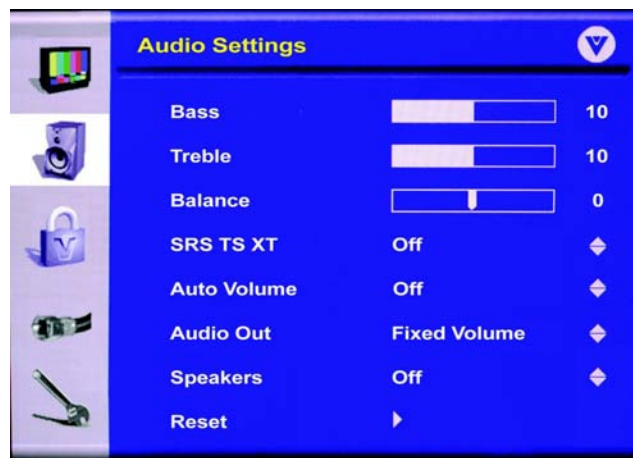 Audio Settings
Bass 10
Treble 10
Balance 0
SRS TS XT Off
Auto Volume Off
Audio Out Fixed Volume
Speakers Off
Reset